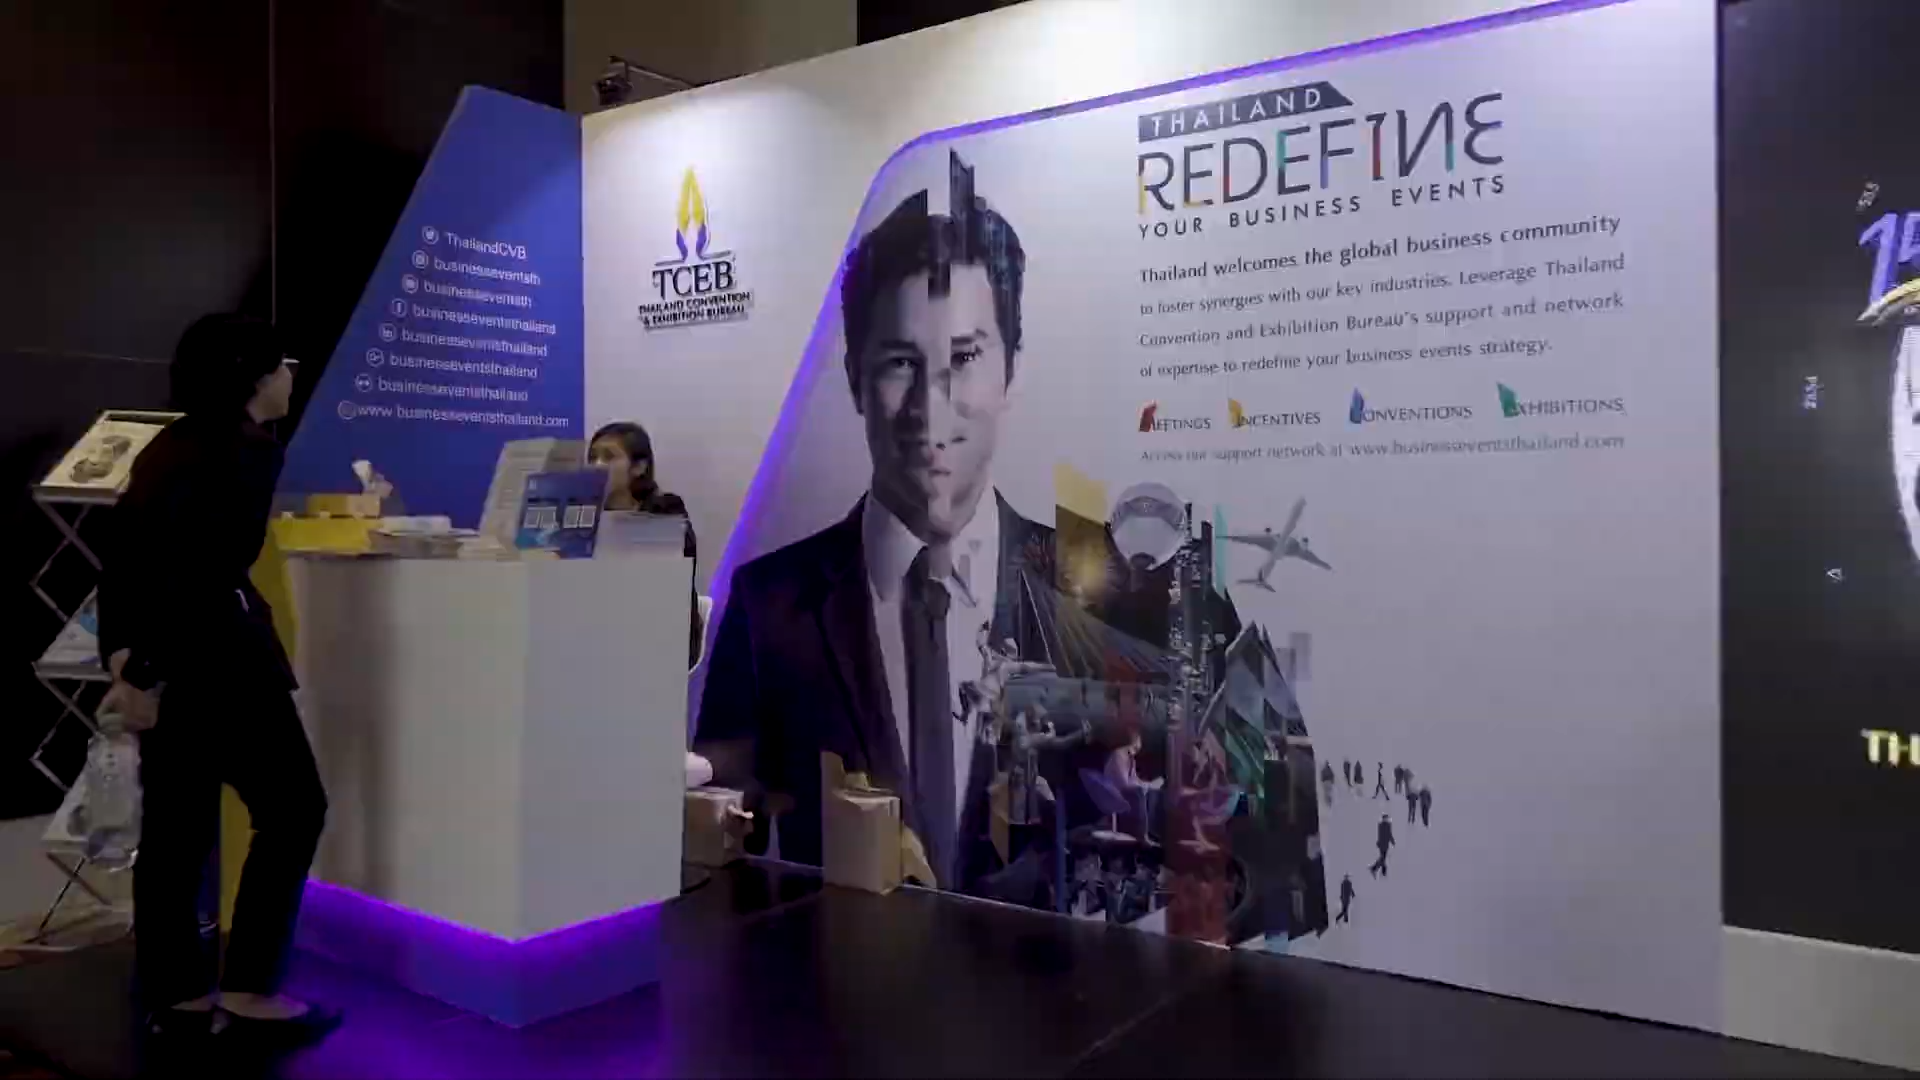 ThailandCVB
businesseventsth
businesseventsth
businesseventsthailand
businesseventsthailand
businesseventsthailand
businesseventsthailand
www.businesseventsthailand.com
TCEB
THAILAND CONVENTION
& EXHIBITION BUREAU
THAILAND
REDEFINE
YOUR BUSINESS EVENTS
Thailand welcomes the global business community
to foster synergies with our key industries. Leverage Thailand
Convention and Exhibition Bureau's support and network
of expertise to redefine your business events strategy.
MEETINGS INCENTIVES CONVENTIONS EXHIBITIONS
Access our support network at www.businesseventsthailand.com
15
TH